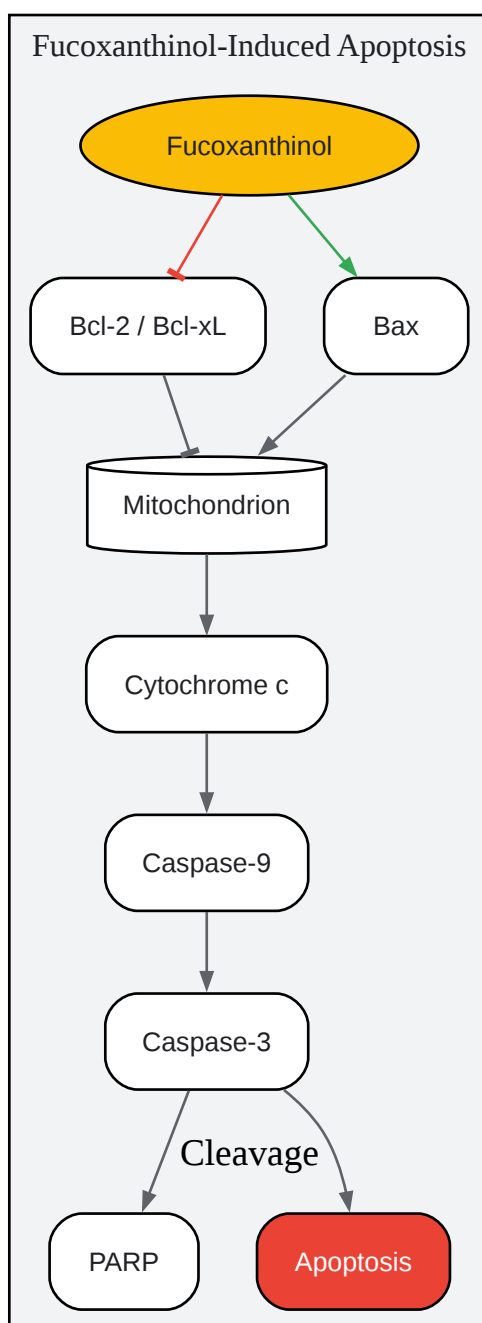 Fucoxanthinol-Induced Apoptosis
Fucoxanthinol
Bcl-2 / Bcl-xL
Bax
Mitochondrion
Cytochrome c
Caspase-9
Caspase-3
Cleavage
PARP
Apoptosis